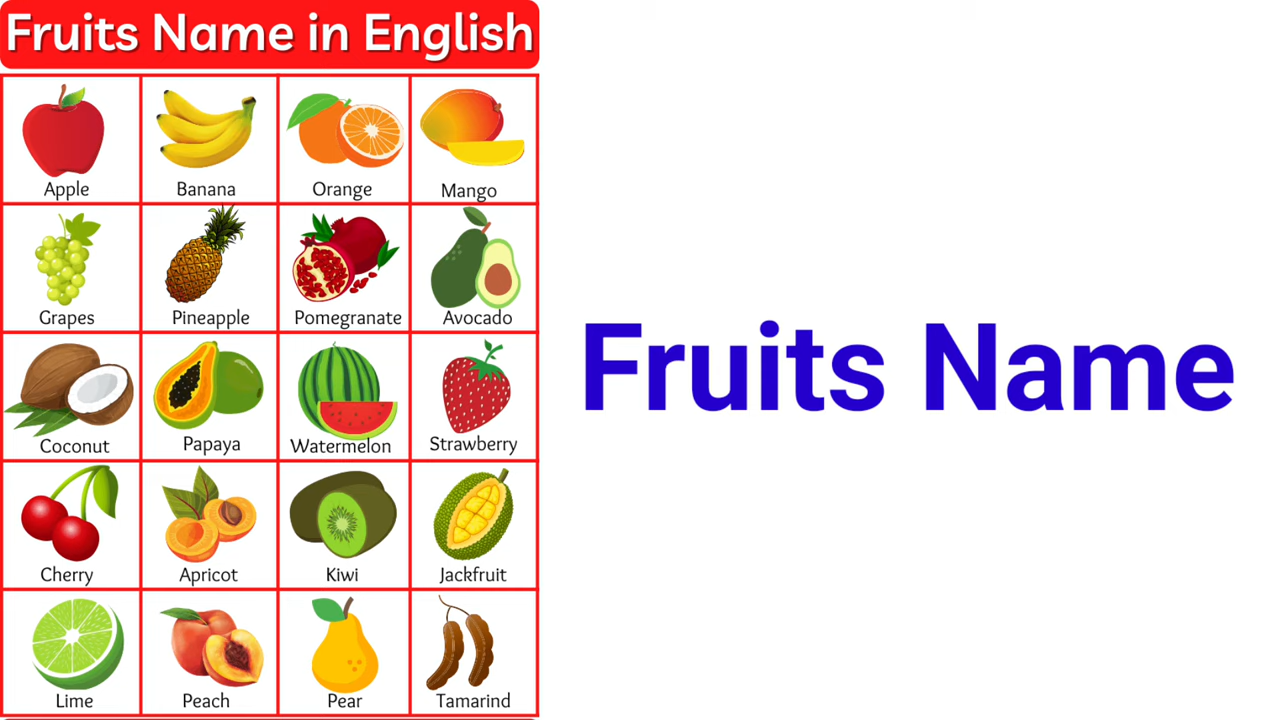 Fruits Name in English
Apple
Banana
Orange
Mango
Grapes
Pineapple
Pomegranate
Avocado
Coconut
Papaya
Watermelon
Strawberry
Cherry
Apricot
Kiwi
Jackfruit
Lime
Peach
Pear
Tamarind
Fruits Name